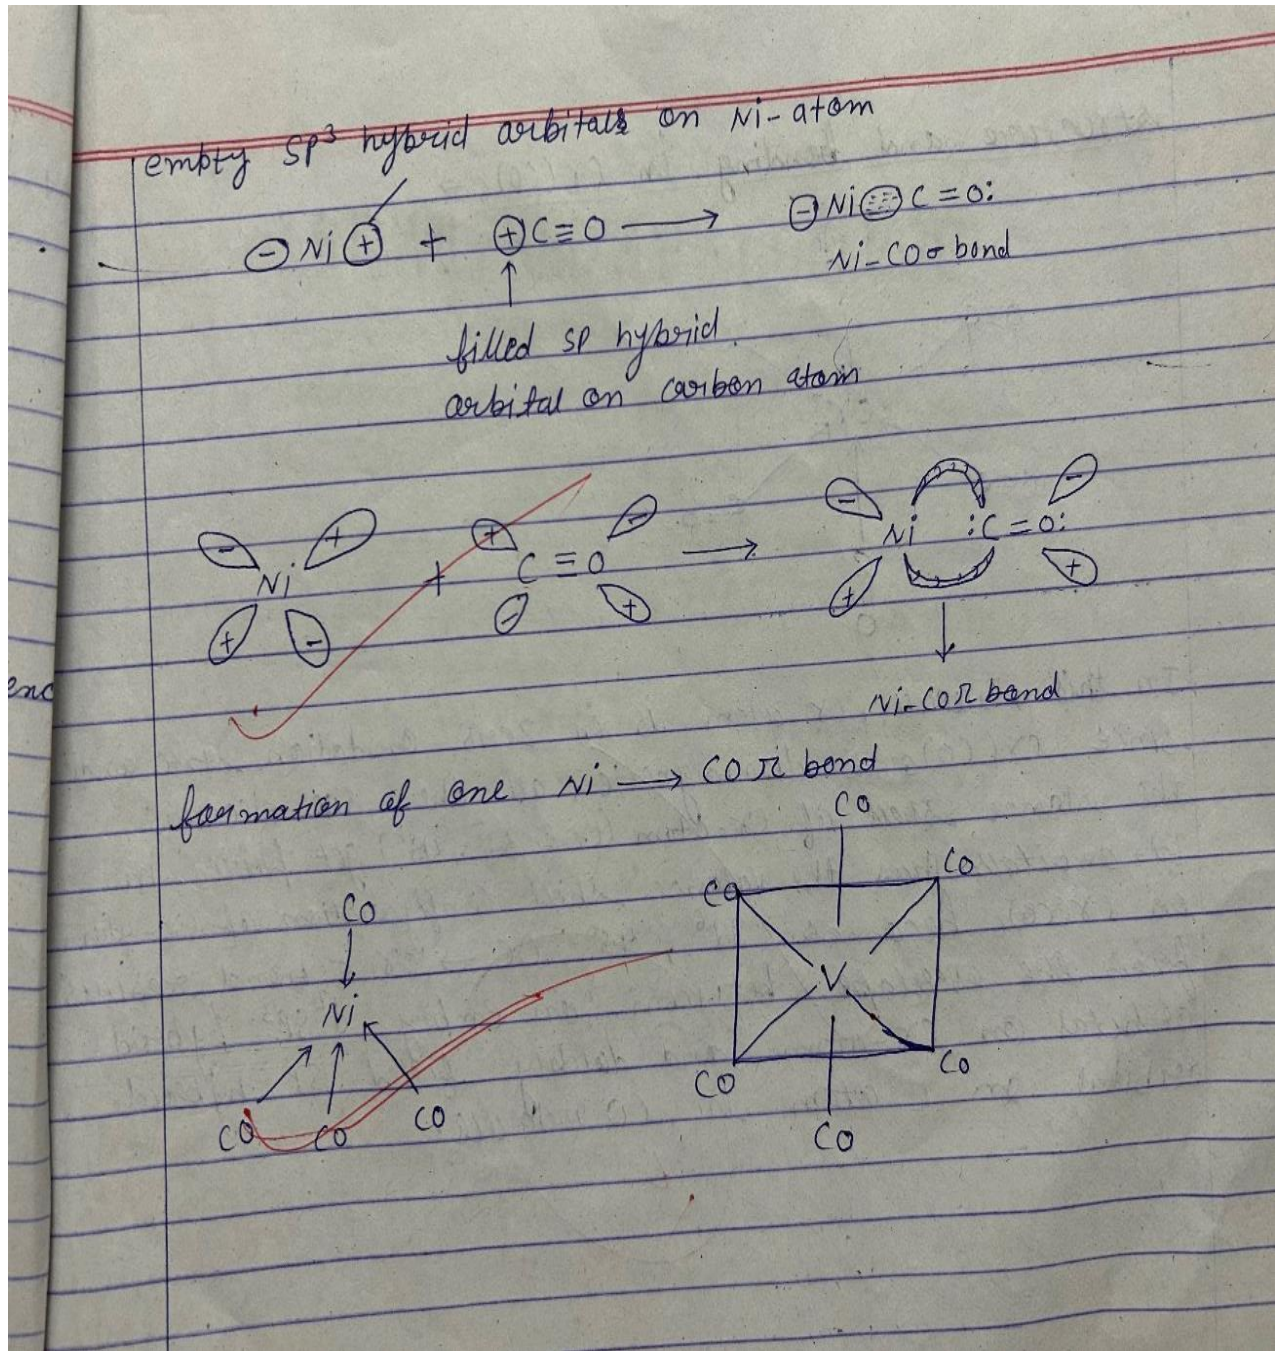 empty SP³ hybrid orbitals on Ni-atom
⊖ Ni ⊕ + ⊕ C ≡ O ⟶ ⊖ Ni C = O:
Ni-CO σ bond
↑
filled SP hybrid
orbital on carbon atom
- + + - - -
Ni + C ≡ O ⟶ Ni :C = O:
+ - - + + +
↓
enc
Ni-CO π bond
formation of one Ni ⟶ CO π bond
CO
CO CO
CO
Ni V
CO CO CO CO CO
CO